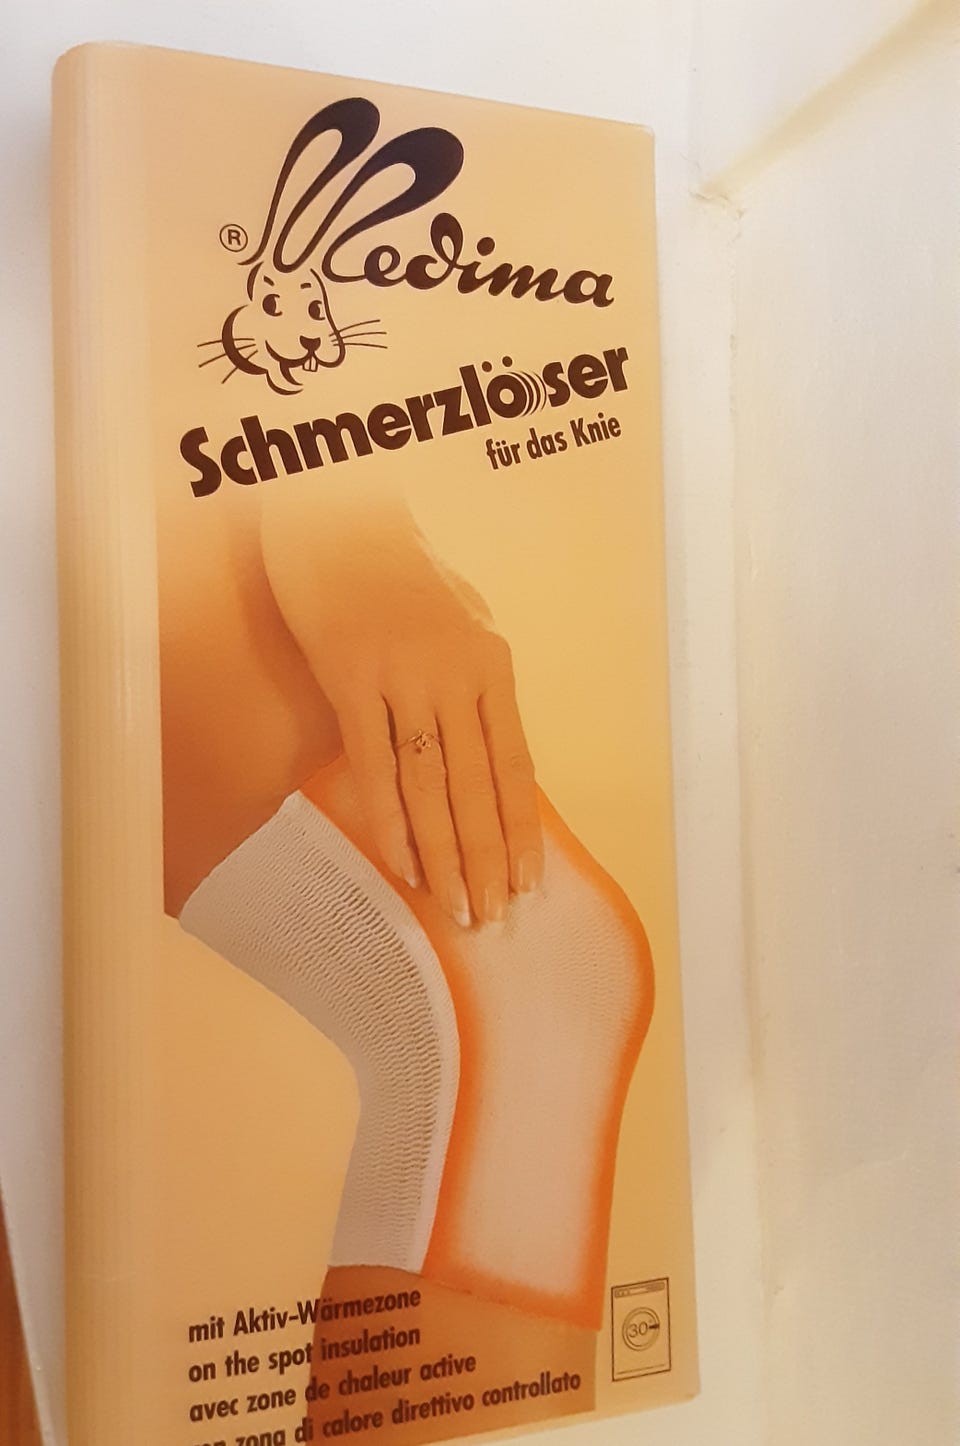 ®
Medima
Schmerzlöser
für das Knie
mit Aktiv-Wärmezone
on the spot insulation
avec zone de chaleur active
zona di calore direttivo controllato
30